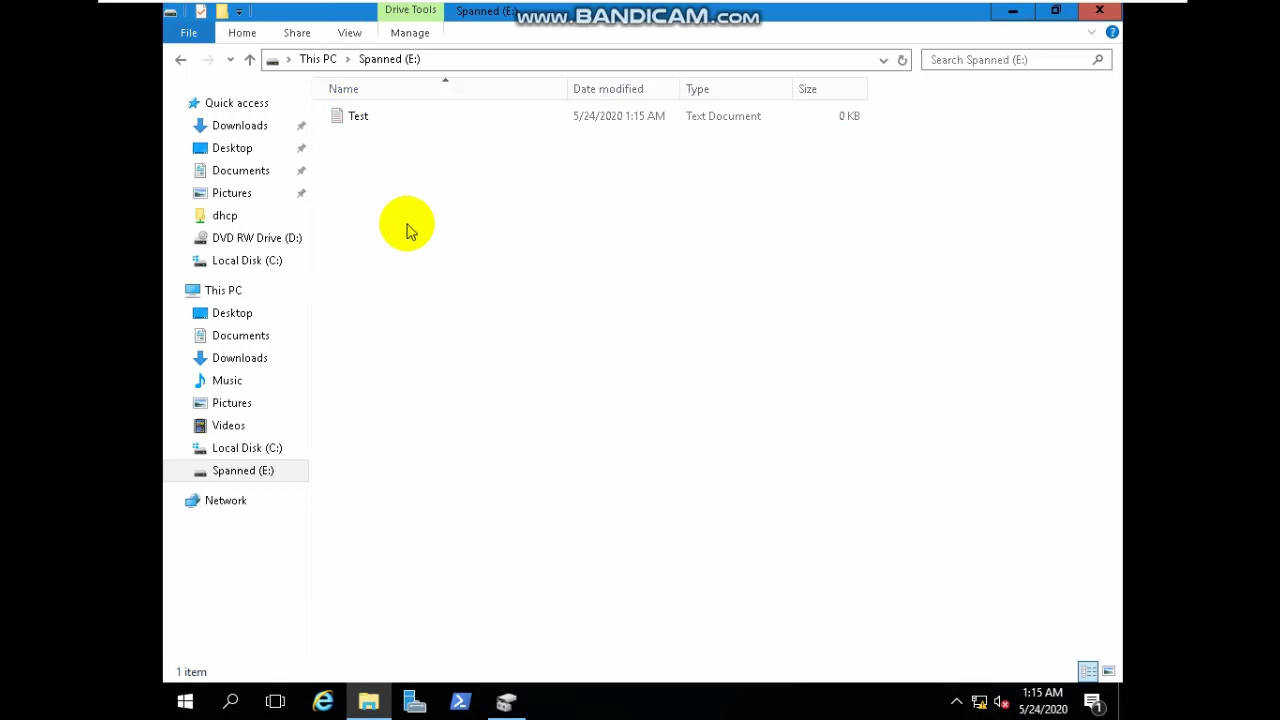 Drive Tools
Spanned (E:)
www.BANDICAM.com
File
Home
Share
View
Manage
This PC
Spanned (E:)
Search Spanned (E:)
Name
Date modified
Type
Size
Test
5/24/2020 1:15 AM
Text Document
0 KB
Quick access
Downloads
Desktop
Documents
Pictures
dhcp
DVD RW Drive (D:)
Local Disk (C:)
This PC
Desktop
Documents
Downloads
Music
Pictures
Videos
Local Disk (C:)
Spanned (E:)
Network
1 item
1:15 AM
5/24/2020
1